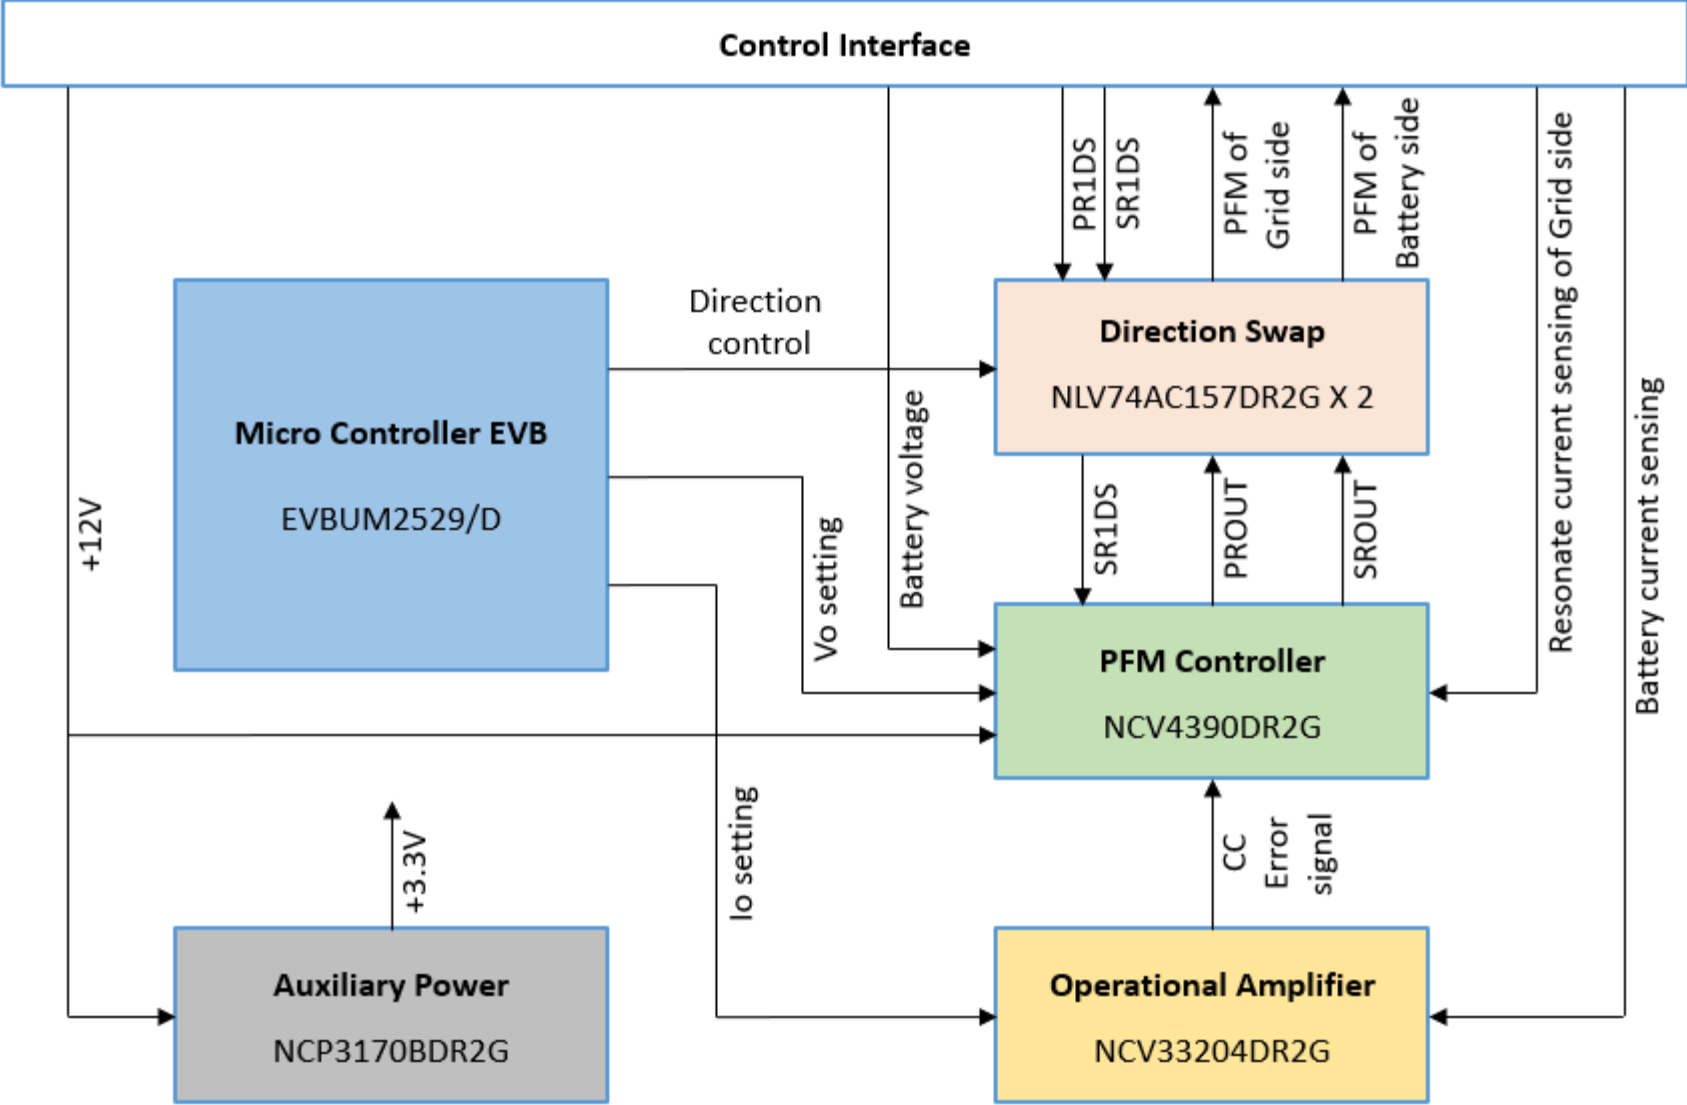 Control Interface
PR1DS
SR1DS
PFM of
Grid side
PFM of
Battery side
Resonate current sensing of Grid side
Battery current sensing
Direction
control
Direction Swap
NLV74AC157DR2G X 2
Micro Controller EVB
EVBUM2529/D
+12V
Battery voltage
Vo setting
SR1DS
PROUT
SROUT
PFM Controller
NCV4390DR2G
+3.3V
Io setting
CC
Error
signal
Auxiliary Power
NCP3170BDR2G
Operational Amplifier
NCV33204DR2G